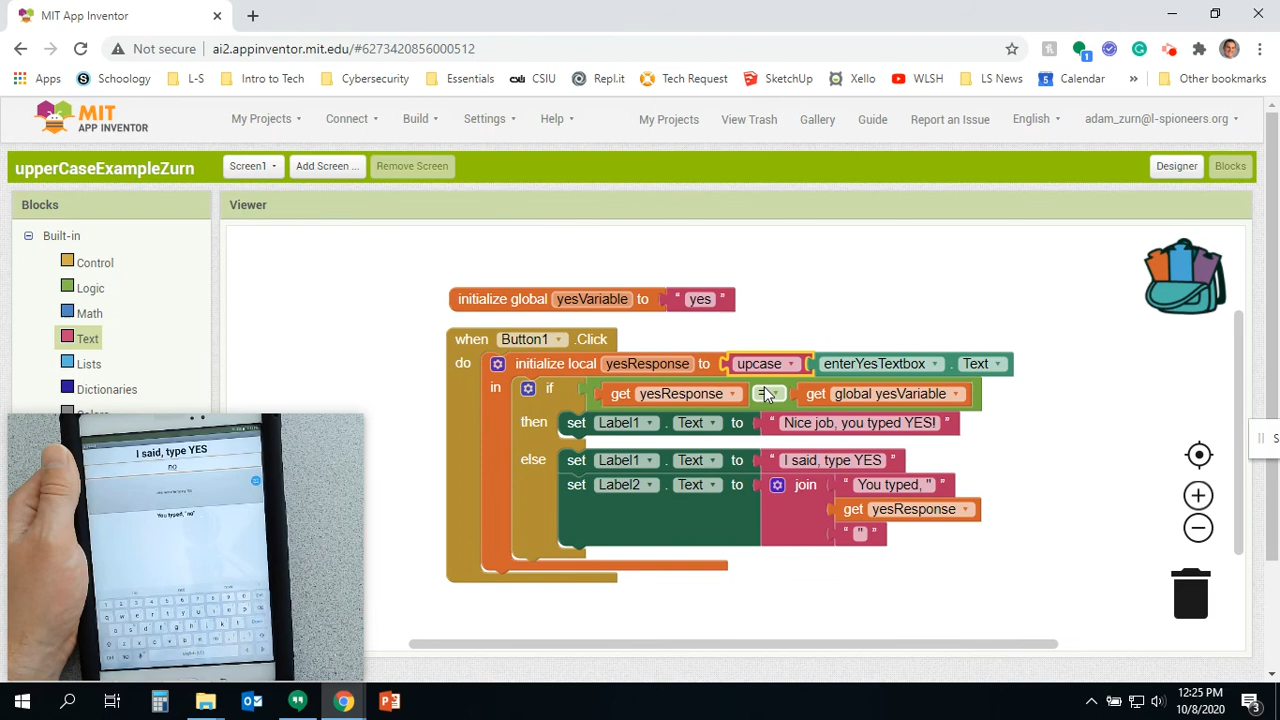 MIT App Inventor
Not secure ai2.appinventor.mit.edu/#6273420856000512
1
Apps Schoology L-S Intro to Tech Cybersecurity Essentials CSIU Repl.it Tech Request SketchUp Xello WLSH LS News 5 Calendar » Other bookmarks
MIT
APP INVENTOR
My Projects Connect Build Settings Help My Projects View Trash Gallery Guide Report an Issue English adam_zurn@l-spioneers.org
upperCaseExampleZurn Screen1 Add Screen ... Remove Screen Designer Blocks
Blocks Viewer
Built-in
Control
Logic
Math
Text
Lists
Dictionaries
initialize global yesVariable to “ yes ”
when Button1 .Click
do initialize local yesResponse to upcase enterYesTextbox . Text
in if get yesResponse = get global yesVariable
then set Label1 . Text to “ Nice job, you typed YES! ”
else set Label1 . Text to “ I said, type YES ”
set Label2 . Text to join “ You typed, " ”
get yesResponse
“ " ”
I said, type YES
no
You typed, "no"
S
12:25 PM
10/8/2020
3